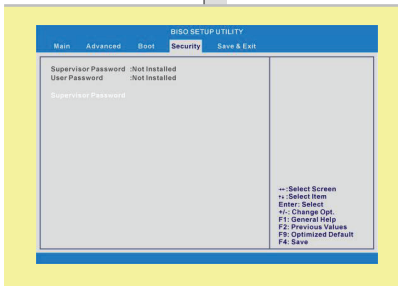 BISO SETUP UTILITY
Main Advanced Boot Security Save & Exit
Supervisor Password :Not Installed
User Password :Not Installed
Supervisor Password
↔ :Select Screen
↑↓ :Select Item
Enter: Select
+/-: Change Opt.
F1: General Help
F2: Previous Values
F9: Optimized Default
F4: Save